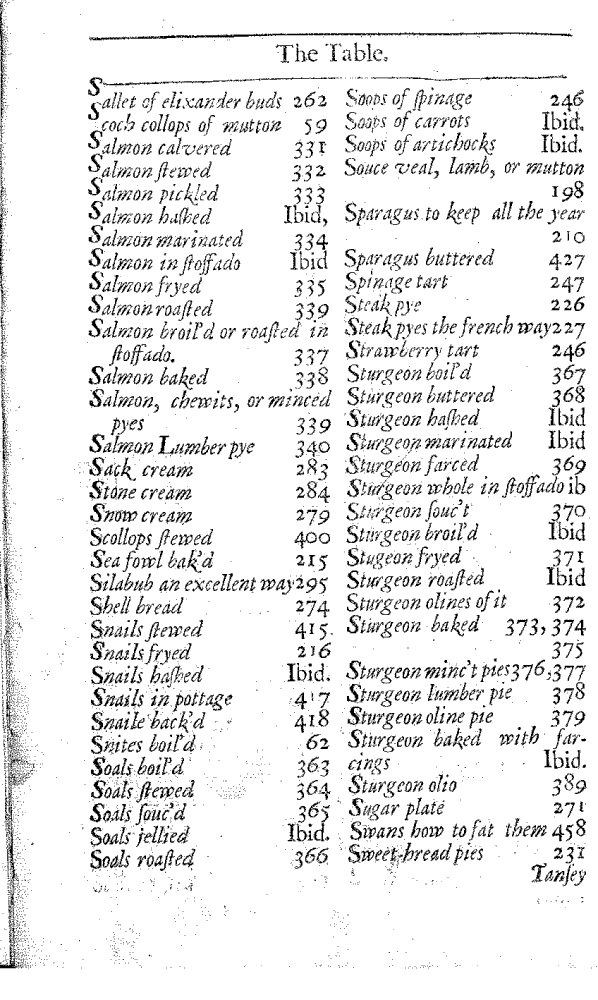 The Table.
Sallet of elixander buds 262
Scoch collops of mutton 59
Salmon calvered 331
Salmon ſtewed 332
Salmon pickled 333
Salmon haſhed Ibid,
Salmon marinated 334
Salmon in ſtoffado Ibid
Salmon fryed 335
Salmon roaſted 339
Salmon broil'd or roaſted in
ſtoffado. 337
Salmon baked 338
Salmon, chewits, or minced
pyes 339
Salmon Lumber pye 340
Sack cream 283
Stone cream 284
Snow cream 279
Scollops ſtewed 400
Sea fowl bak'd 215
Silabub an excellent way 295
Shell bread 274
Snails ſtewed 415.
Snails fryed 216
Snails haſhed Ibid.
Snails in pottage 417
Snaile back'd 418
Snites boil'd 62
Soals boil'd 363
Soals ſtewed 364
Soals ſouc'd 365
Soals jellied Ibid.
Soals roaſted 366
Soops of ſpinage 246
Soops of carrots Ibid.
Soops of artichocks Ibid.
Souce veal, lamb, or mutton
198
Sparagus to keep all the year
210
Sparagus buttered 427
Spinage tart 247
Steak pye 226
Steak pyes the french way 227
Strawberry tart 246
Sturgeon boil'd 367
Sturgeon buttered 368
Sturgeon haſhed Ibid
Sturgeon marinated Ibid
Sturgeon farced 369
Sturgeon whole in ſtoffado ib
Sturgeon ſouc't 370
Sturgeon broil'd Ibid
Stugeon fryed 371
Sturgeon roaſted Ibid
Sturgeon olines of it 372
Sturgeon baked 373, 374
375
Sturgeon minc't pies 376,377
Sturgeon lumber pie 378
Sturgeon oline pie 379
Sturgeon baked with far-
cings Ibid.
Sturgeon olio 389
Sugar plate 271
Swans how to fat them 458
Sweet-bread pies 231
Tanſey